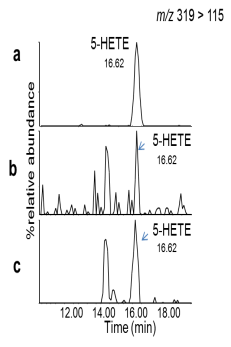 m/z 319 > 115
a
5-HETE
16.62
b
5-HETE
16.62
c
5-HETE
16.62
%relative abundance
12.00 14.00 16.00 18.00
Time (min)